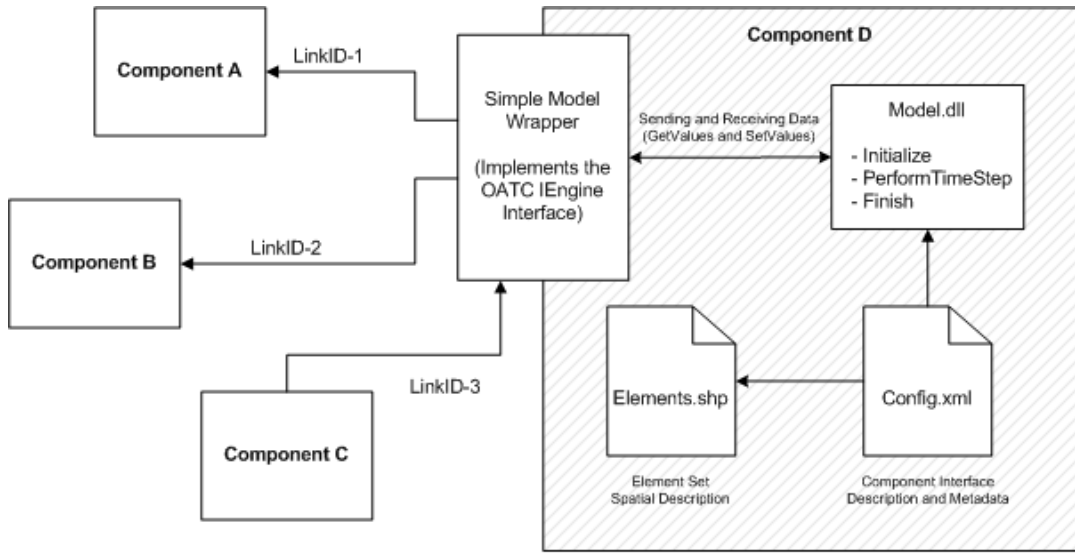 Component D
LinkID-1
Component A
Simple Model
Wrapper
(Implements the
OATC IEngine
Interface)
Sending and Receiving Data
(GetValues and SetValues)
Model.dll
- Initialize
- PerformTimeStep
- Finish
LinkID-2
Component B
LinkID-3
Component C
Elements.shp
Config.xml
Element Set
Spatial Description
Component Interface
Description and Metadata